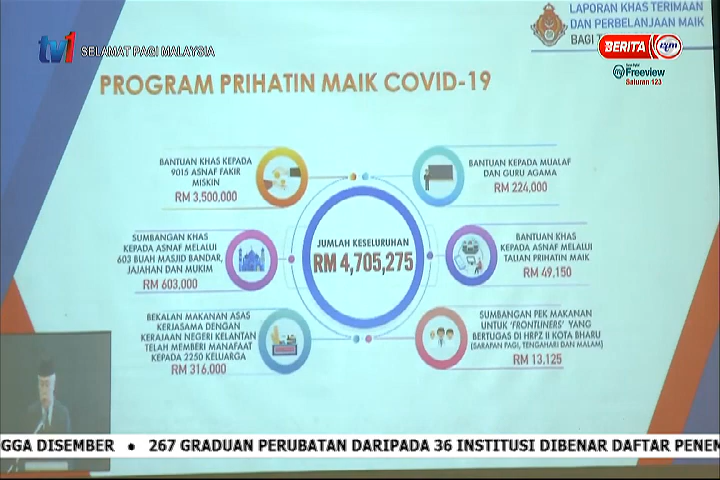 tv1 SELAMAT PAGI MALAYSIA
LAPORAN KHAS TERIMAAN
DAN PERBELANJAAN MAIK
BAGI
BERITA rtm
Freeview
Saluran 123
PROGRAM PRIHATIN MAIK COVID-19
BANTUAN KHAS KEPADA
9015 ASNAF FAKIR
MISKIN
RM 3,500,000
BANTUAN KEPADA MUALAF
DAN GURU AGAMA
RM 224,000
SUMBANGAN KHAS
KEPADA ASNAF MELALUI
603 BUAH MASJID BANDAR,
JAJAHAN DAN MUKIM
RM 603,000
JUMLAH KESELURUHAN
RM 4,705,275
BANTUAN KHAS
KEPADA ASNAF MELALUI
TALIAN PRIHATIN MAIK
RM 49,150
BEKALAN MAKANAN ASAS
KERJASAMA DENGAN
KERAJAAN NEGERI KELANTAN
TELAH MEMBERI MANAFAAT
KEPADA 2250 KELUARGA
RM 316,000
SUMBANGAN PEK MAKANAN
UNTUK 'FRONTLINERS' YANG
BERTUGAS DI HRPZ II KOTA BHARU
(SARAPAN PAGI, TENGAHARI DAN MALAM)
RM 13,125
GGA DISEMBER • 267 GRADUAN PERUBATAN DARIPADA 36 INSTITUSI DIBENAR DAFTAR PENEM